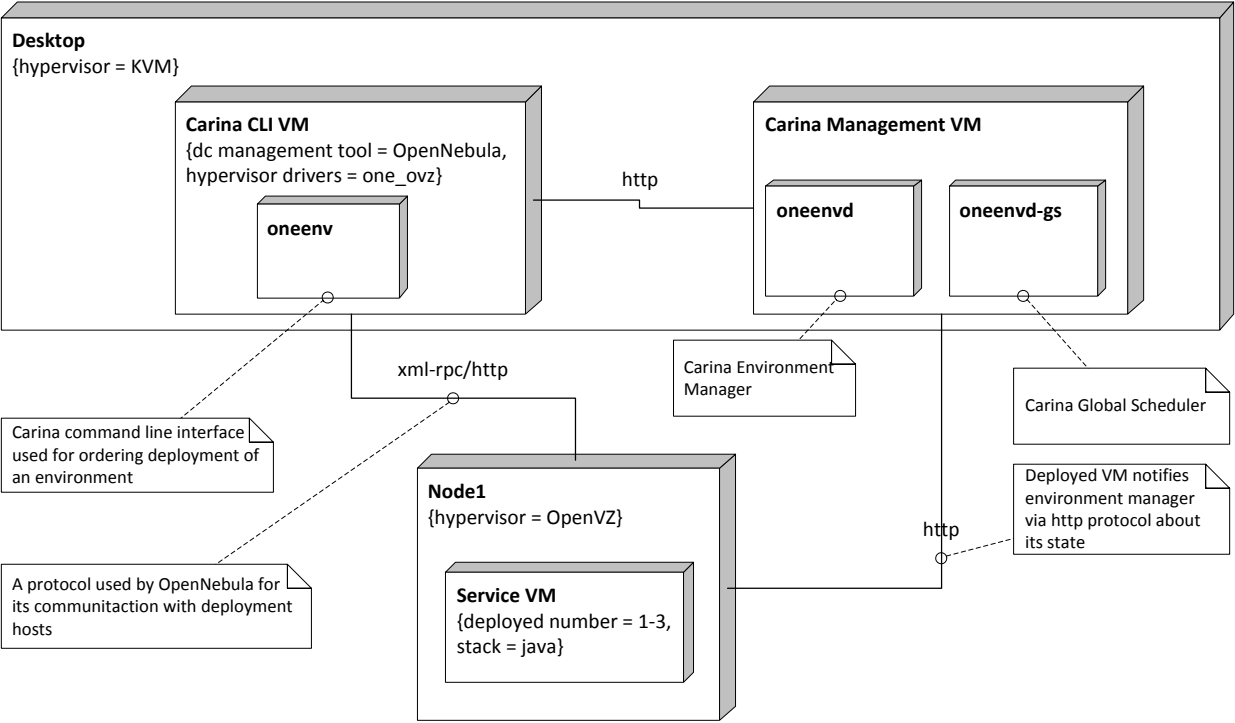 Desktop
{hypervisor = KVM}
Carina CLI VM
{dc management tool = OpenNebula,
hypervisor drivers = one_ovz}
oneenv
http
Carina Management VM
oneenvd
oneenvd-gs
xml-rpc/http
Carina Environment
Manager
Carina Global Scheduler
Carina command line interface
used for ordering deployment of
an environment
Node1
{hypervisor = OpenVZ}
Deployed VM notifies
environment manager
via http protocol about
its state
http
A protocol used by OpenNebula for
its communitaction with deployment
hosts
Service VM
{deployed number = 1-3,
stack = java}